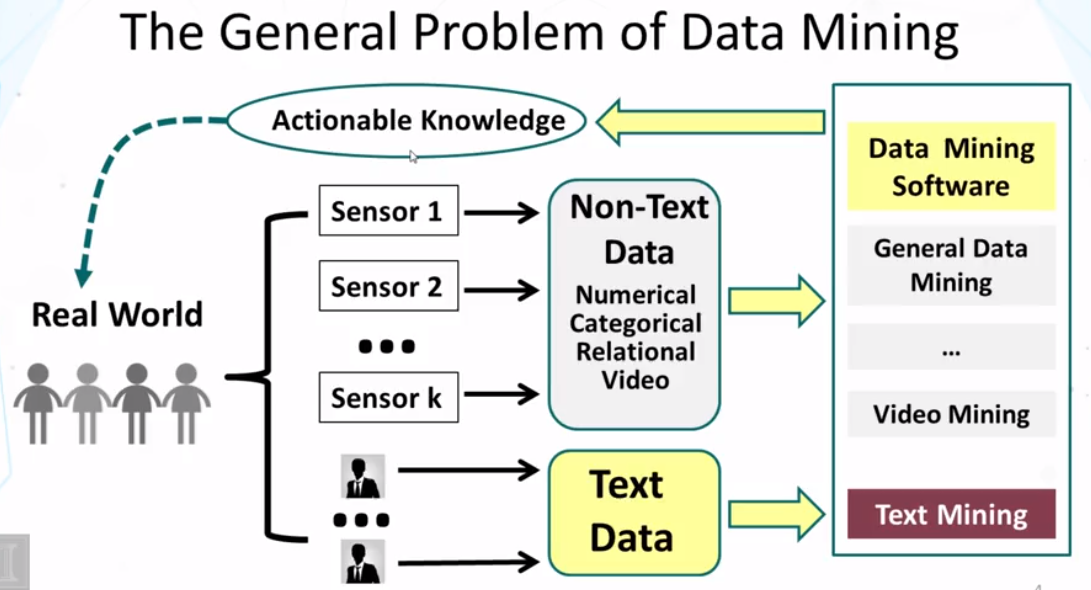 The General Problem of Data Mining
Actionable Knowledge
Real World
Sensor 1
Sensor 2
...
Sensor k
...
Non-Text
Data
Numerical
Categorical
Relational
Video
Text
Data
Data Mining
Software
General Data
Mining
...
Video Mining
Text Mining